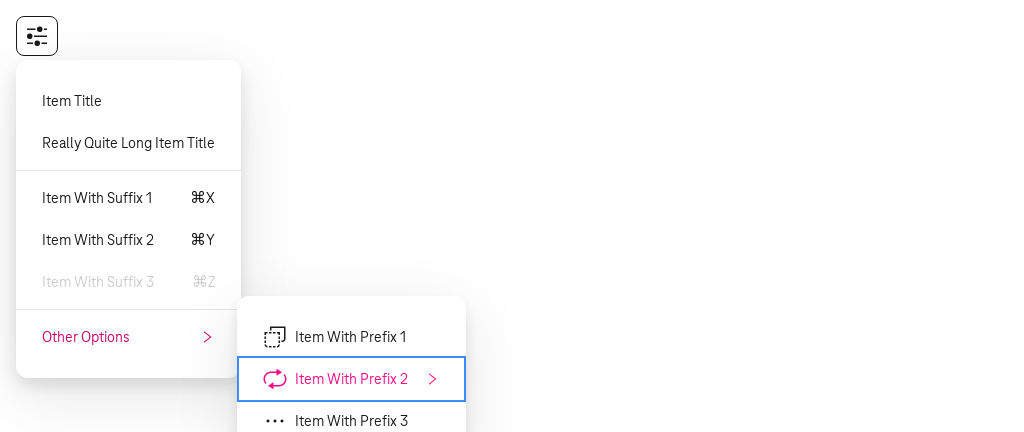 Item Title
Really Quite Long Item Title
Item With Suffix 1 ⌘X
Item With Suffix 2 ⌘Y
Item With Suffix 3 ⌘Z
Other Options
Item With Prefix 1
Item With Prefix 2
Item With Prefix 3